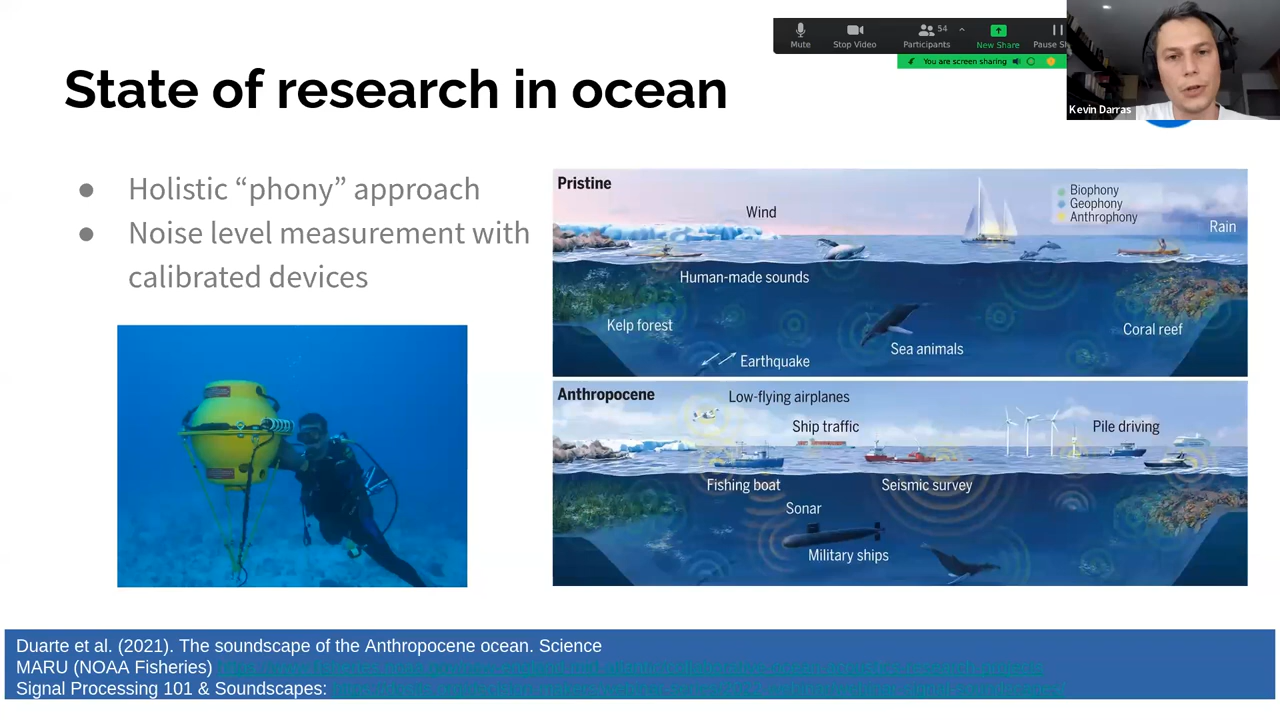 Mute
Stop Video
Participants
54
New Share
You are screen sharing
Kevin Darras
State of research in ocean
● Holistic “phony” approach
● Noise level measurement with
calibrated devices
Pristine
Wind
Biophony
Geophony
Anthrophony
Rain
Human-made sounds
Kelp forest
Earthquake
Sea animals
Coral reef
Anthropocene
Low-flying airplanes
Ship traffic
Pile driving
Fishing boat
Seismic survey
Sonar
Military ships
Duarte et al. (2021). The soundscape of the Anthropocene ocean. Science
MARU (NOAA Fisheries)
Signal Processing 101 & Soundscapes: